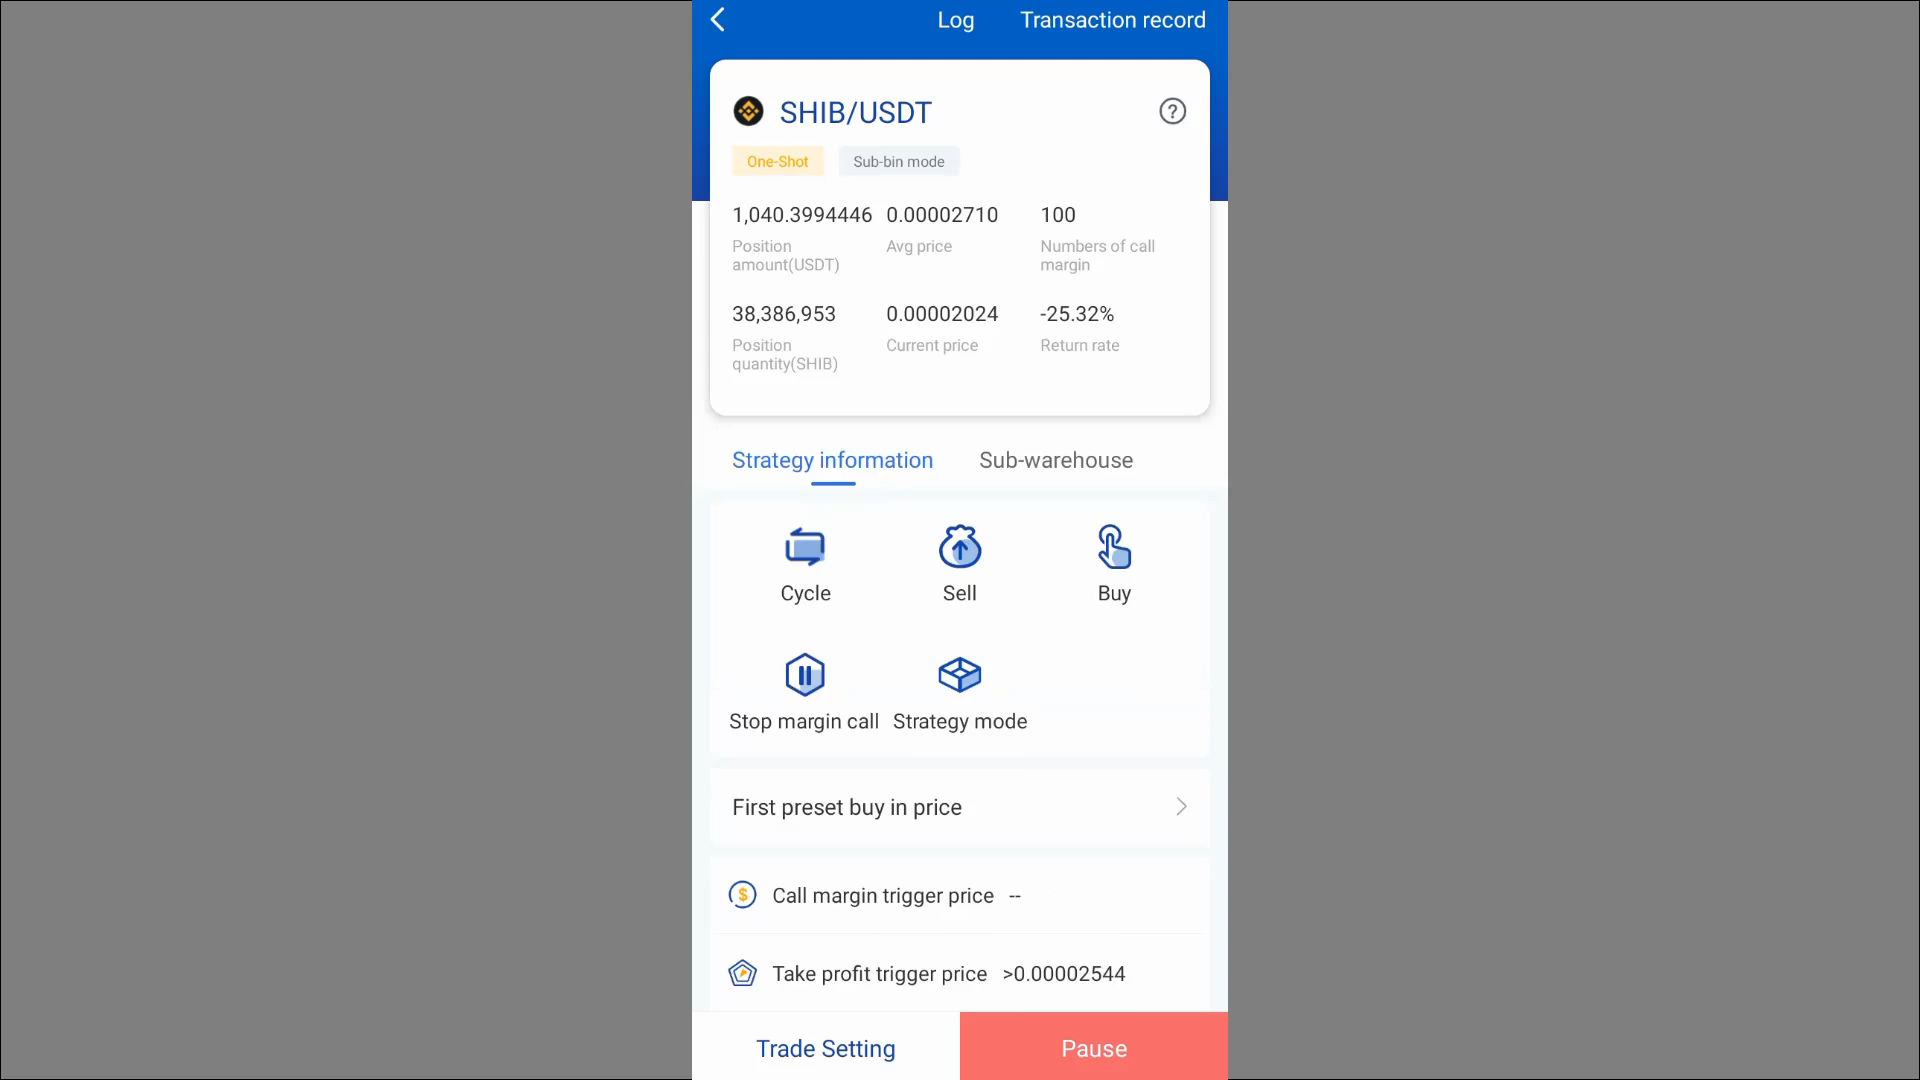 Log Transaction record
SHIB/USDT
One-Shot Sub-bin mode
1,040.3994446 0.00002710 100
Position amount(USDT) Avg price Numbers of call margin
38,386,953 0.00002024 -25.32%
Position quantity(SHIB) Current price Return rate
Strategy information Sub-warehouse
Cycle Sell Buy
Stop margin call Strategy mode
First preset buy in price
Call margin trigger price --
Take profit trigger price >0.00002544
Trade Setting Pause